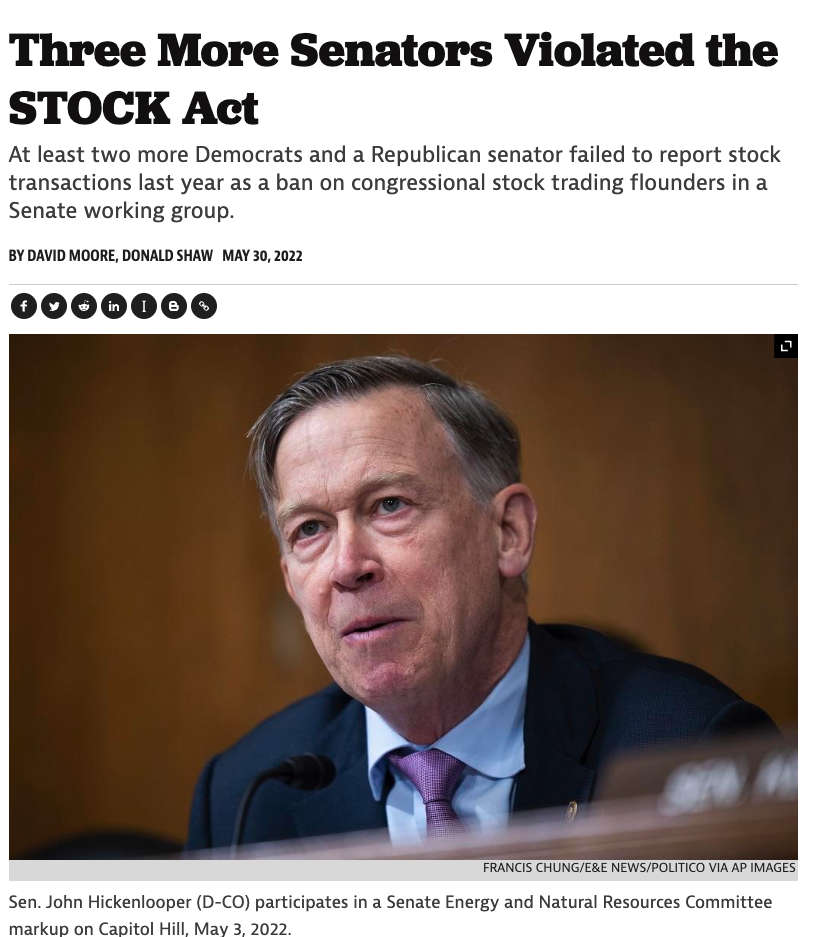 Three More Senators Violated the
STOCK Act
At least two more Democrats and a Republican senator failed to report stock
transactions last year as a ban on congressional stock trading flounders in a
Senate working group.
BY DAVID MOORE, DONALD SHAW MAY 30, 2022
FRANCIS CHUNG/E&E NEWS/POLITICO VIA AP IMAGES
Sen. John Hickenlooper (D-CO) participates in a Senate Energy and Natural Resources Committee
markup on Capitol Hill, May 3, 2022.